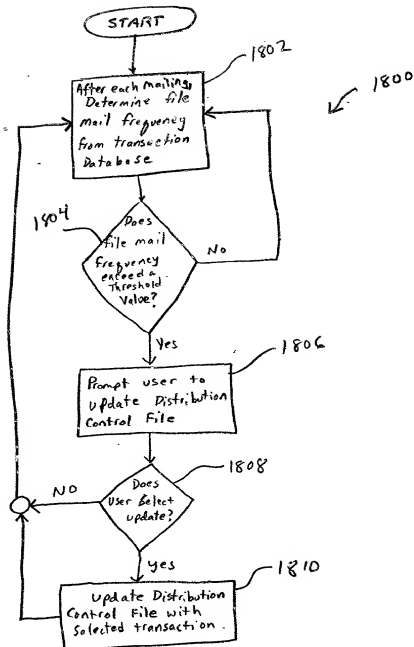 START
1802
1800
After each mailing,
Determine file
mail frequency
from transaction
Database
1804
Does
file mail
frequency
exceed a
Threshold
Value?
NO
Yes
1806
Prompt user to
update Distribution
Control File
1808
Does
User Select
update?
NO
yes
1810
update Distribution
Control File with
selected transaction.